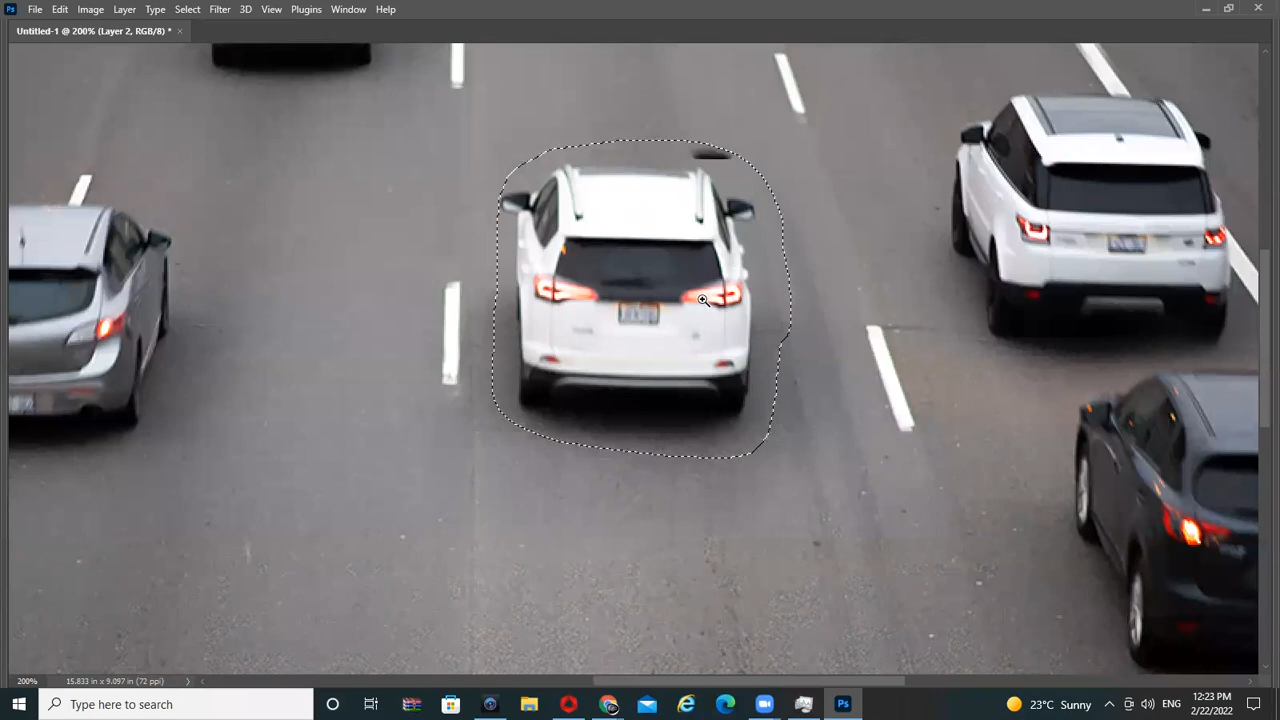 Ps File Edit Image Layer Type Select Filter 3D View Plugins Window Help
Untitled-1 @ 200% (Layer 2, RGB/8) * ×
200% 15.833 in x 9.097 in (72 ppi)
Type here to search
Ps
23°C Sunny
ENG
12:23 PM
2/22/2022